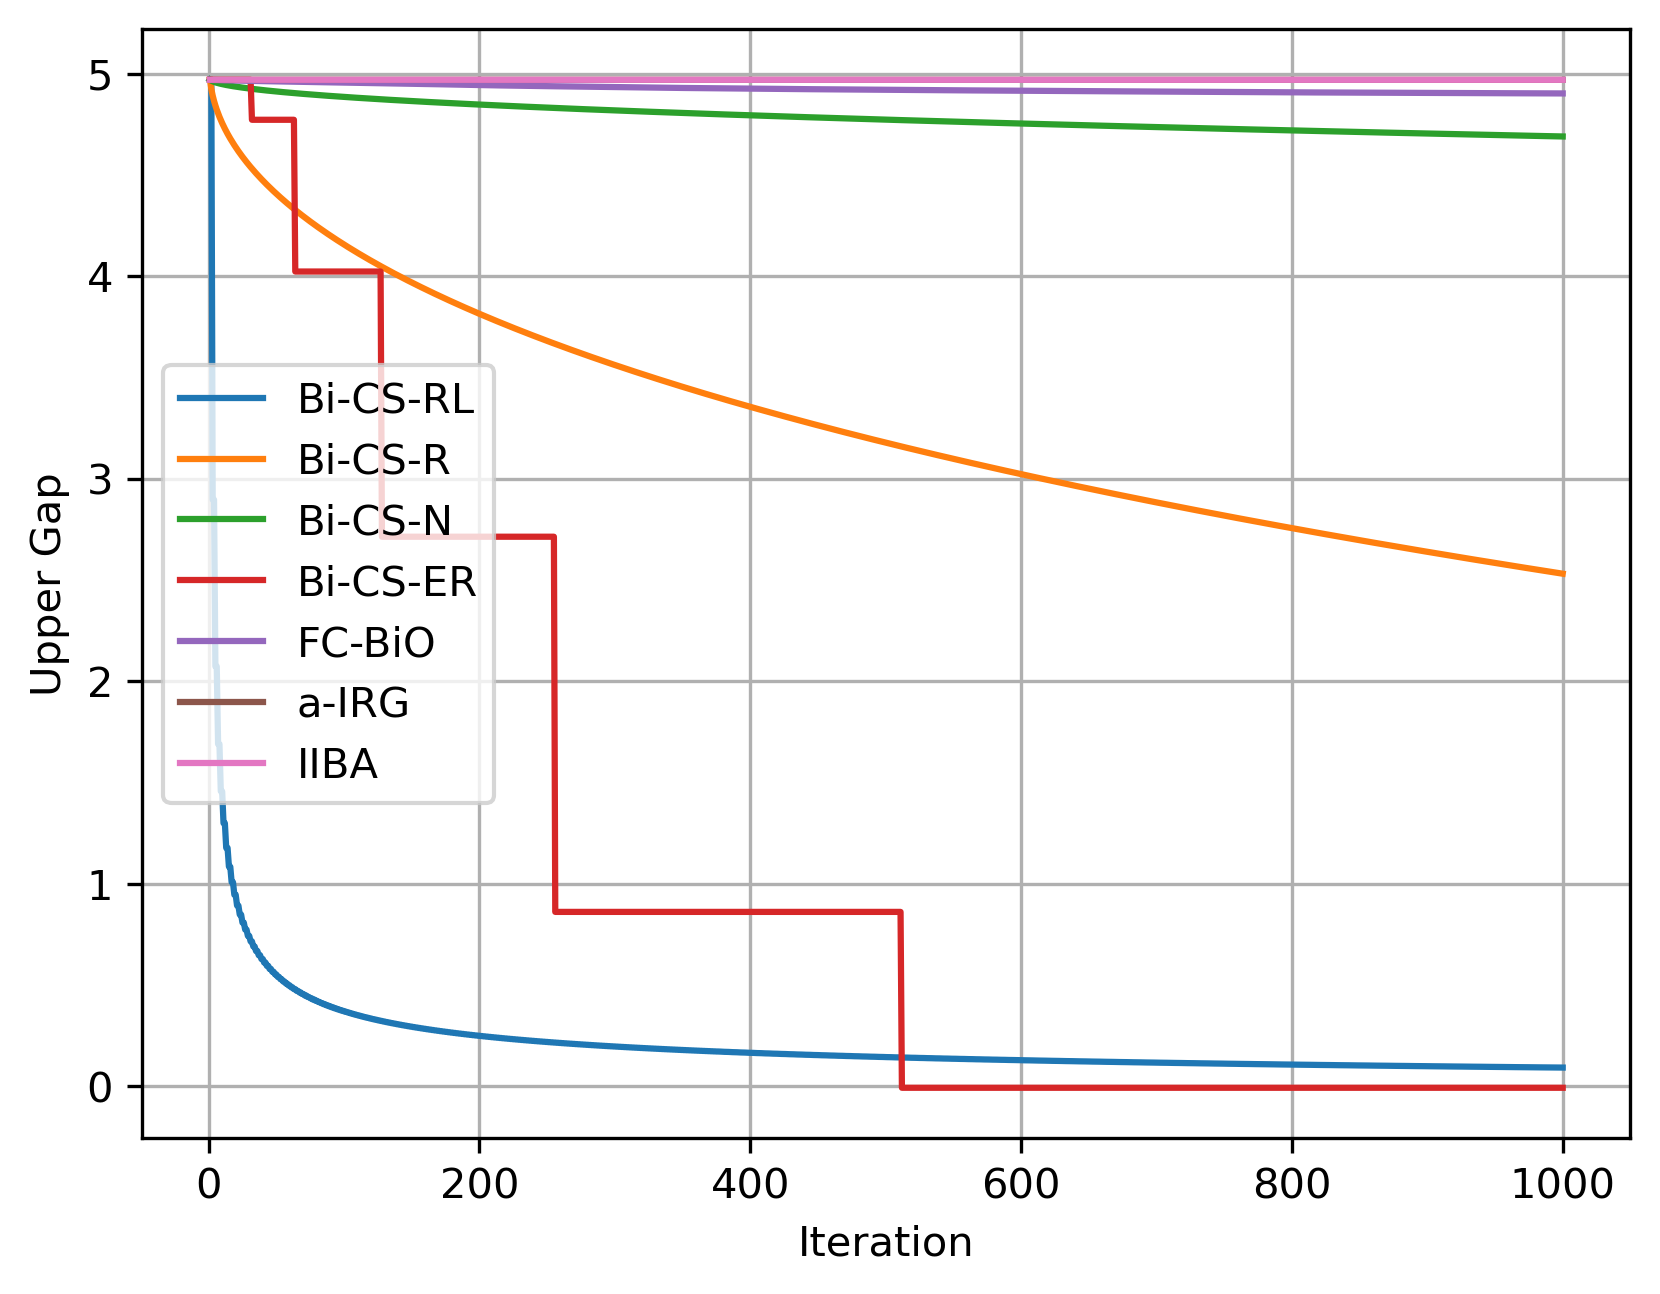 5
4
3
2
1
0
Upper Gap
Bi-CS-RL
Bi-CS-R
Bi-CS-N
Bi-CS-ER
FC-BiO
a-IRG
IIBA
0 200 400 600 800 1000
Iteration